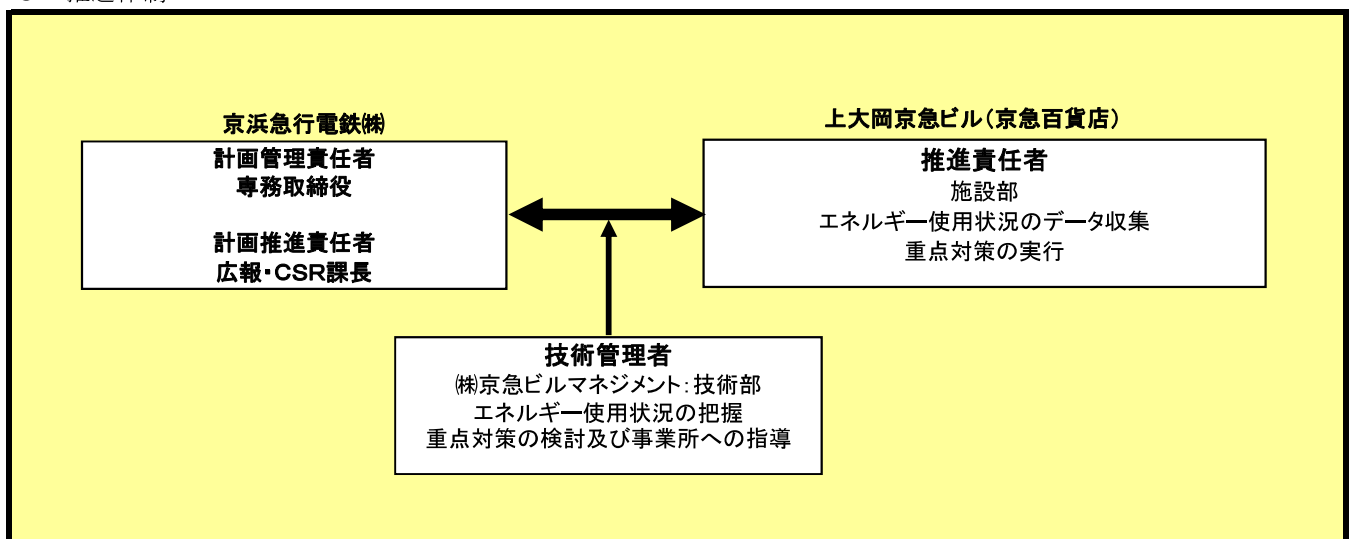 京浜急行電鉄㈱
計画管理責任者
専務取締役
計画推進責任者
広報・CSR課長
上大岡京急ビル(京急百貨店)
推進責任者
施設部
エネルギー使用状況のデータ収集
重点対策の実行
技術管理者
㈱京急ビルマネジメント:技術部
エネルギー使用状況の把握
重点対策の検討及び事業所への指導